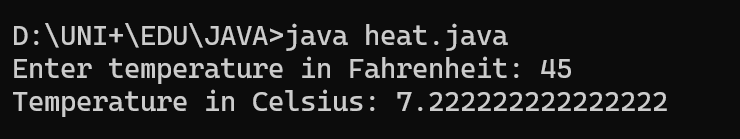 D:\UNI+\EDU\JAVA>java heat.java
Enter temperature in Fahrenheit: 45
Temperature in Celsius: 7.222222222222222